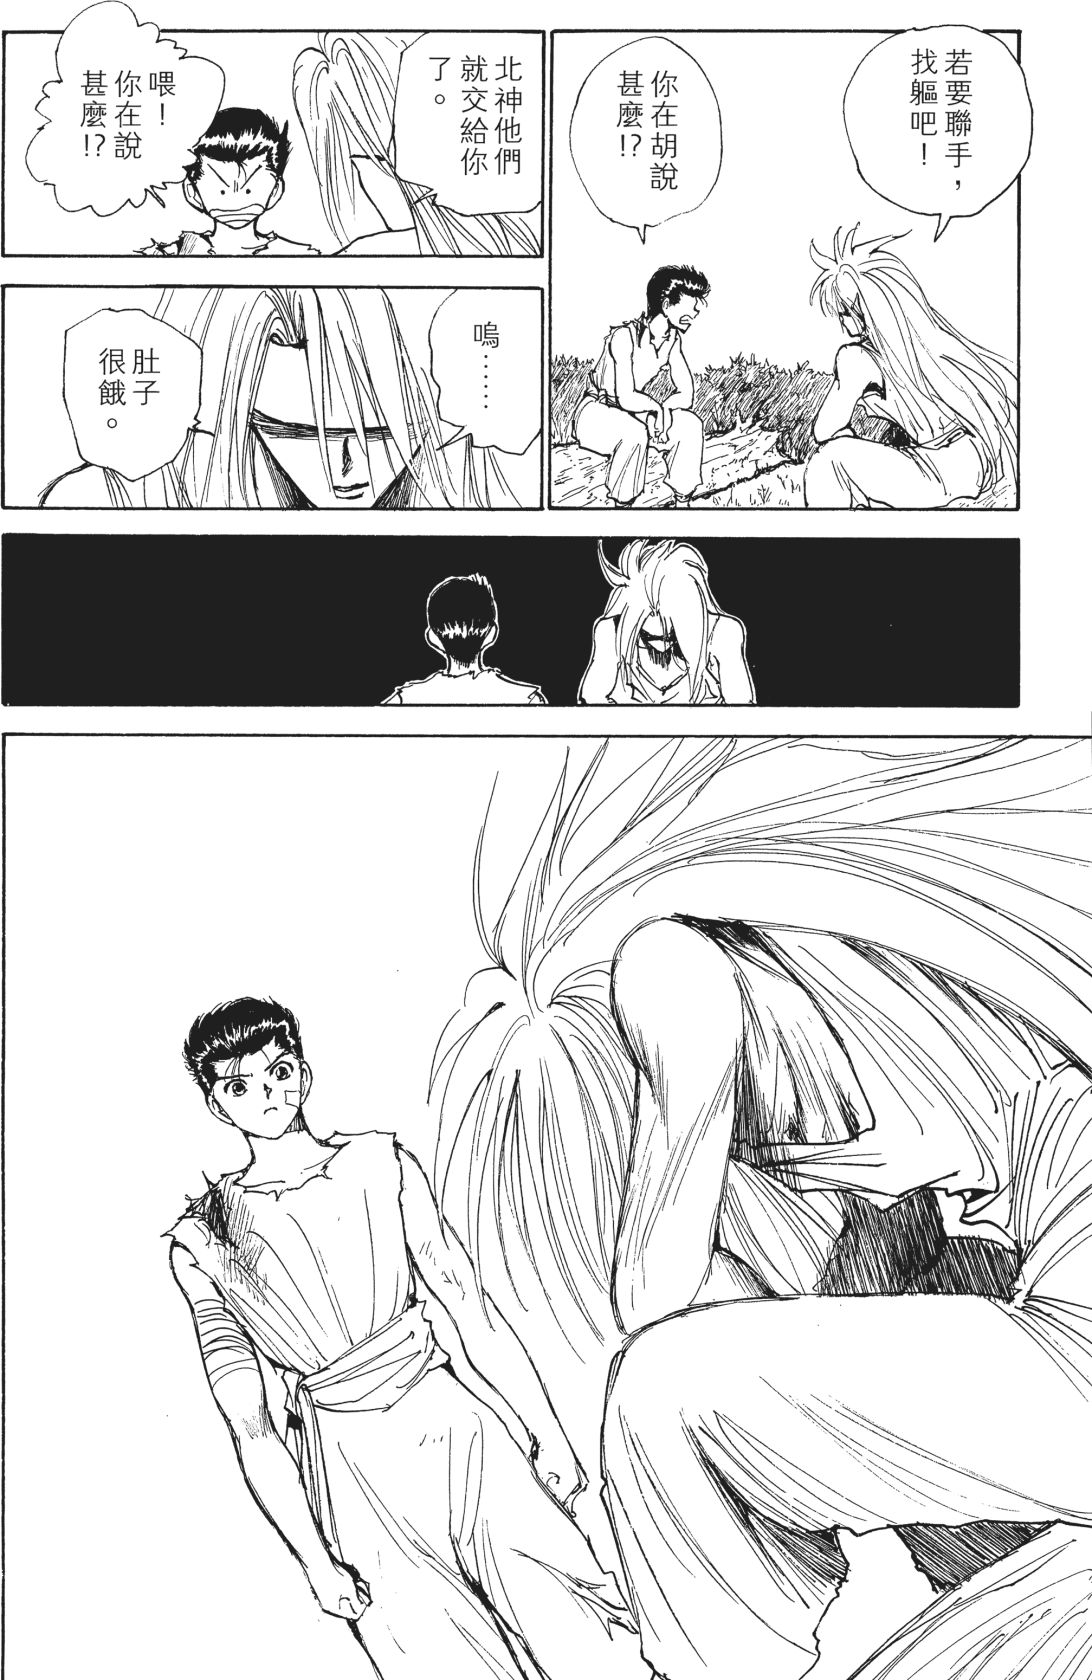 若要聯手，
找軀吧！
你在胡說
甚麼！？
北神他們
就交給你
了。
喂！
你在說
甚麼！？
嗚……
肚子
很餓。